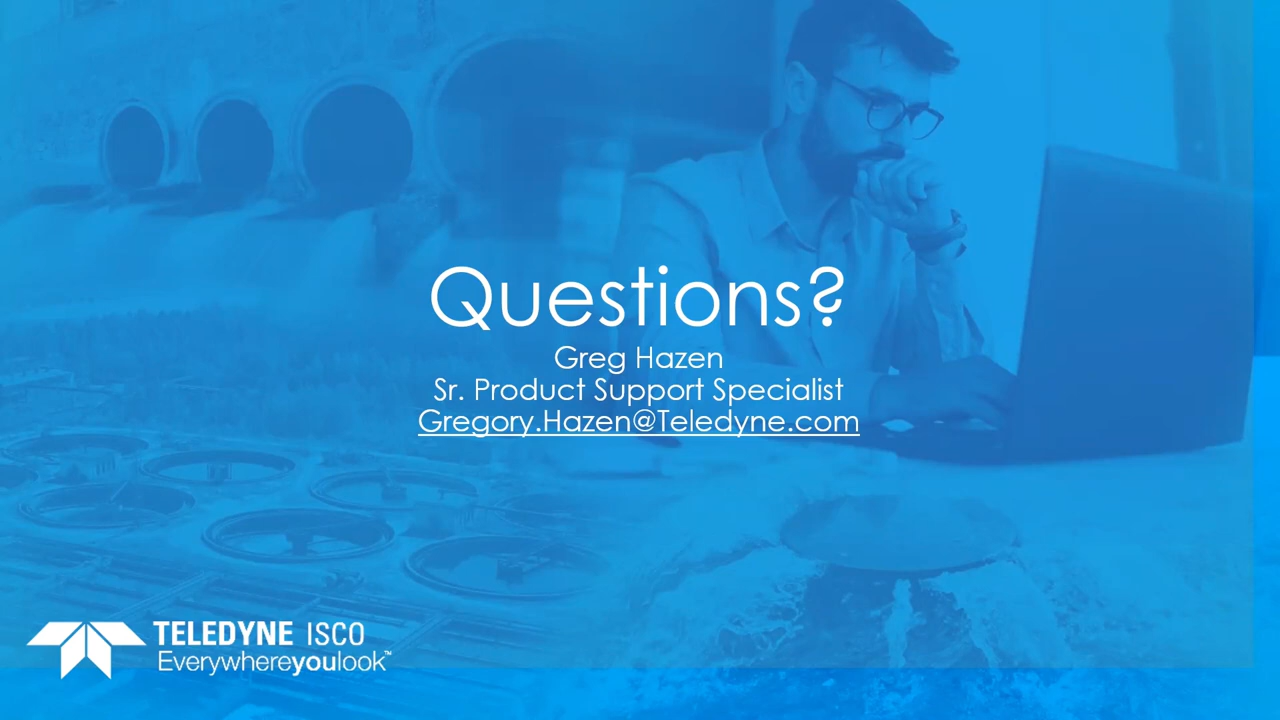 Questions?
Greg Hazen
Sr. Product Support Specialist
Gregory.Hazen@Teledyne.com
TELEDYNE ISCO
Everywhereyoulook™